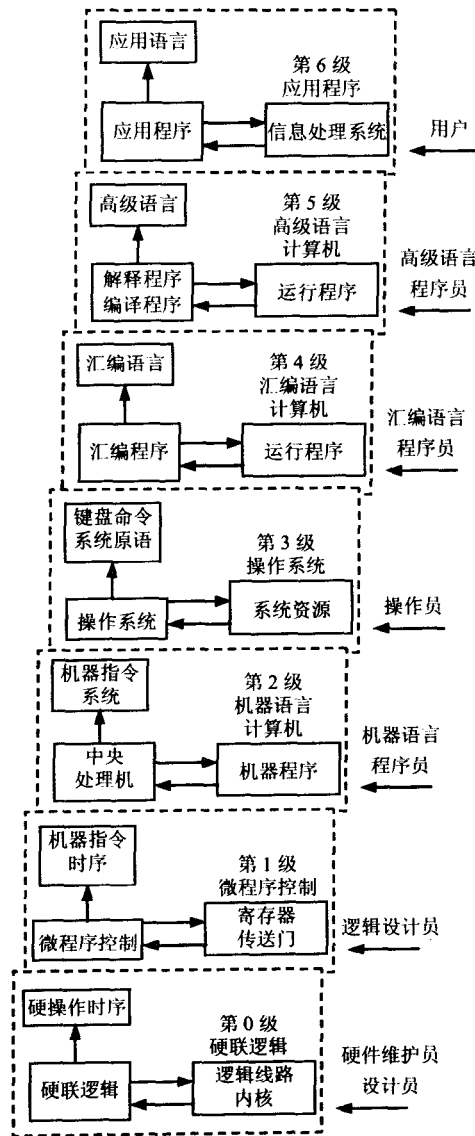 应用语言
第 6 级
应用程序
应用程序
信息处理系统
用户
高级语言
第 5 级
高级语言
计算机
解释程序
编译程序
运行程序
高级语言
程序员
汇编语言
第 4 级
汇编语言
计算机
汇编程序
运行程序
汇编语言
程序员
键盘命令
系统原语
第 3 级
操作系统
操作系统
系统资源
操作员
机器指令
系统
第 2 级
机器语言
计算机
中央
处理机
机器程序
机器语言
程序员
机器指令
时序
第 1 级
微程序控制
微程序控制
寄存器
传送门
逻辑设计员
硬操作时序
第 0 级
硬联逻辑
硬联逻辑
逻辑线路
内核
硬件维护员
设计员